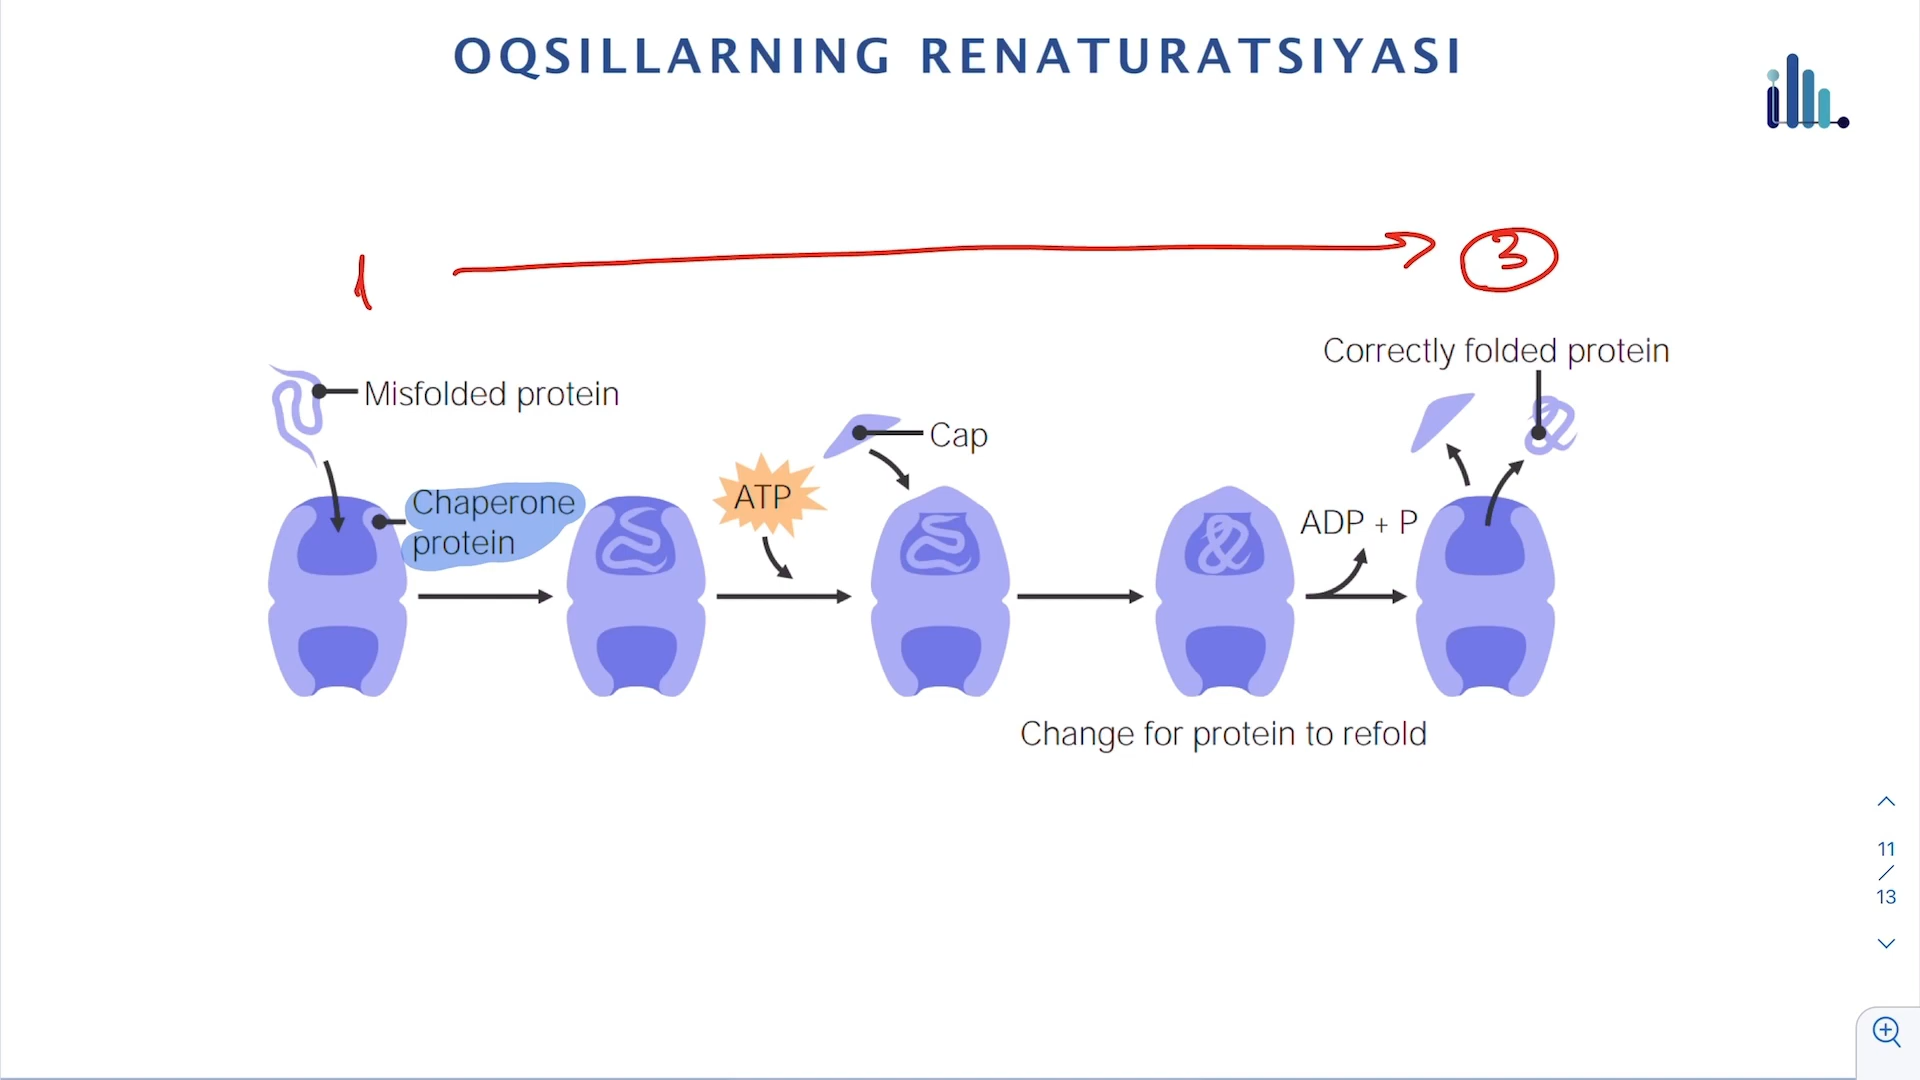 OQSILLARNING RENATURATSIYASI
1
3
Correctly folded protein
Misfolded protein
Cap
ATP
Chaperone
protein
ADP + P
Change for protein to refold
11
/
13